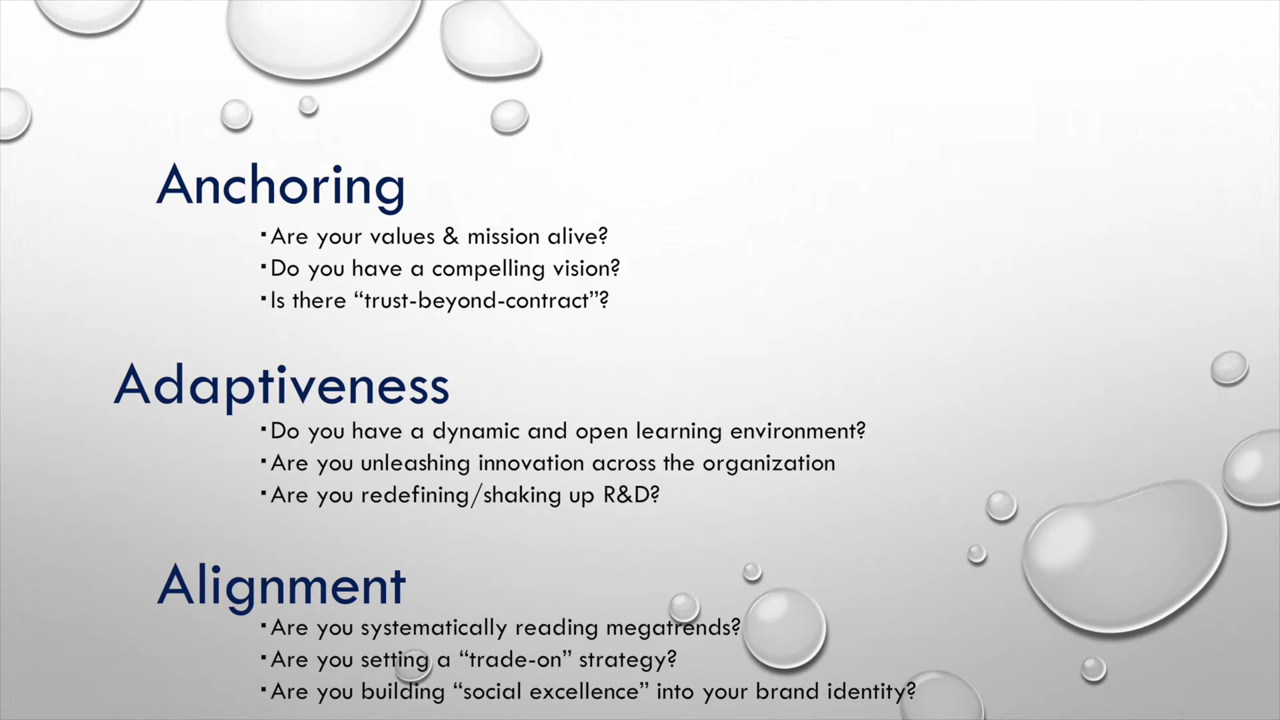 Anchoring
▪Are your values & mission alive?
▪Do you have a compelling vision?
▪Is there “trust-beyond-contract”?
Adaptiveness
▪Do you have a dynamic and open learning environment?
▪Are you unleashing innovation across the organization
▪Are you redefining/shaking up R&D?
Alignment
▪Are you systematically reading megatrends?
▪Are you setting a “trade-on” strategy?
▪Are you building “social excellence” into your brand identity?